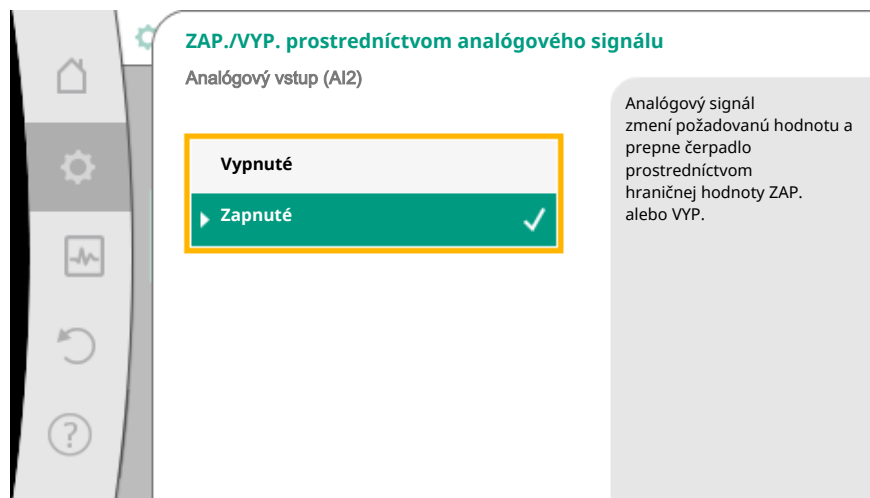 ZAP./VYP. prostredníctvom analógového signálu
Analógový vstup (AI2)
Vypnuté
Zapnuté
Analógový signál
zmení požadovanú hodnotu a
prepne čerpadlo
prostredníctvom
hraničnej hodnoty ZAP.
alebo VYP.